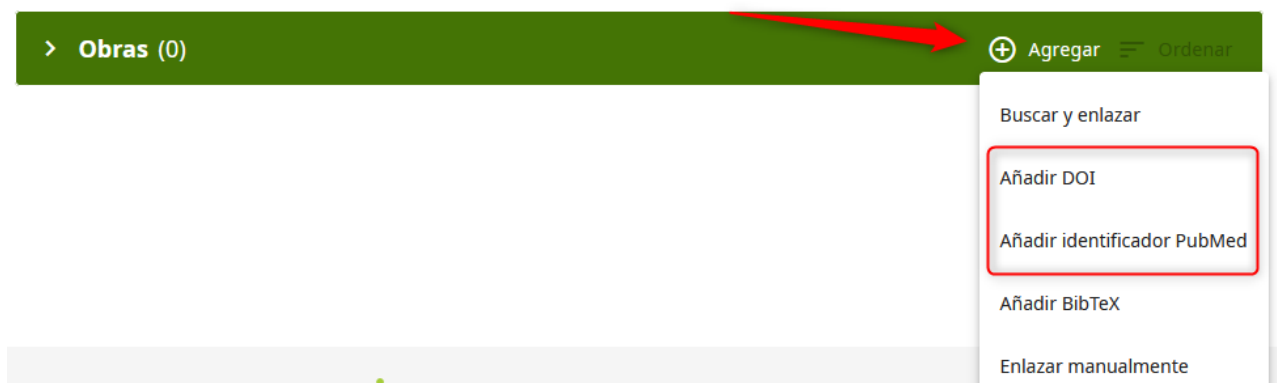 Obras (0)
Agregar
Ordenar
Buscar y enlazar
Añadir DOI
Añadir identificador PubMed
Añadir BibTeX
Enlazar manualmente